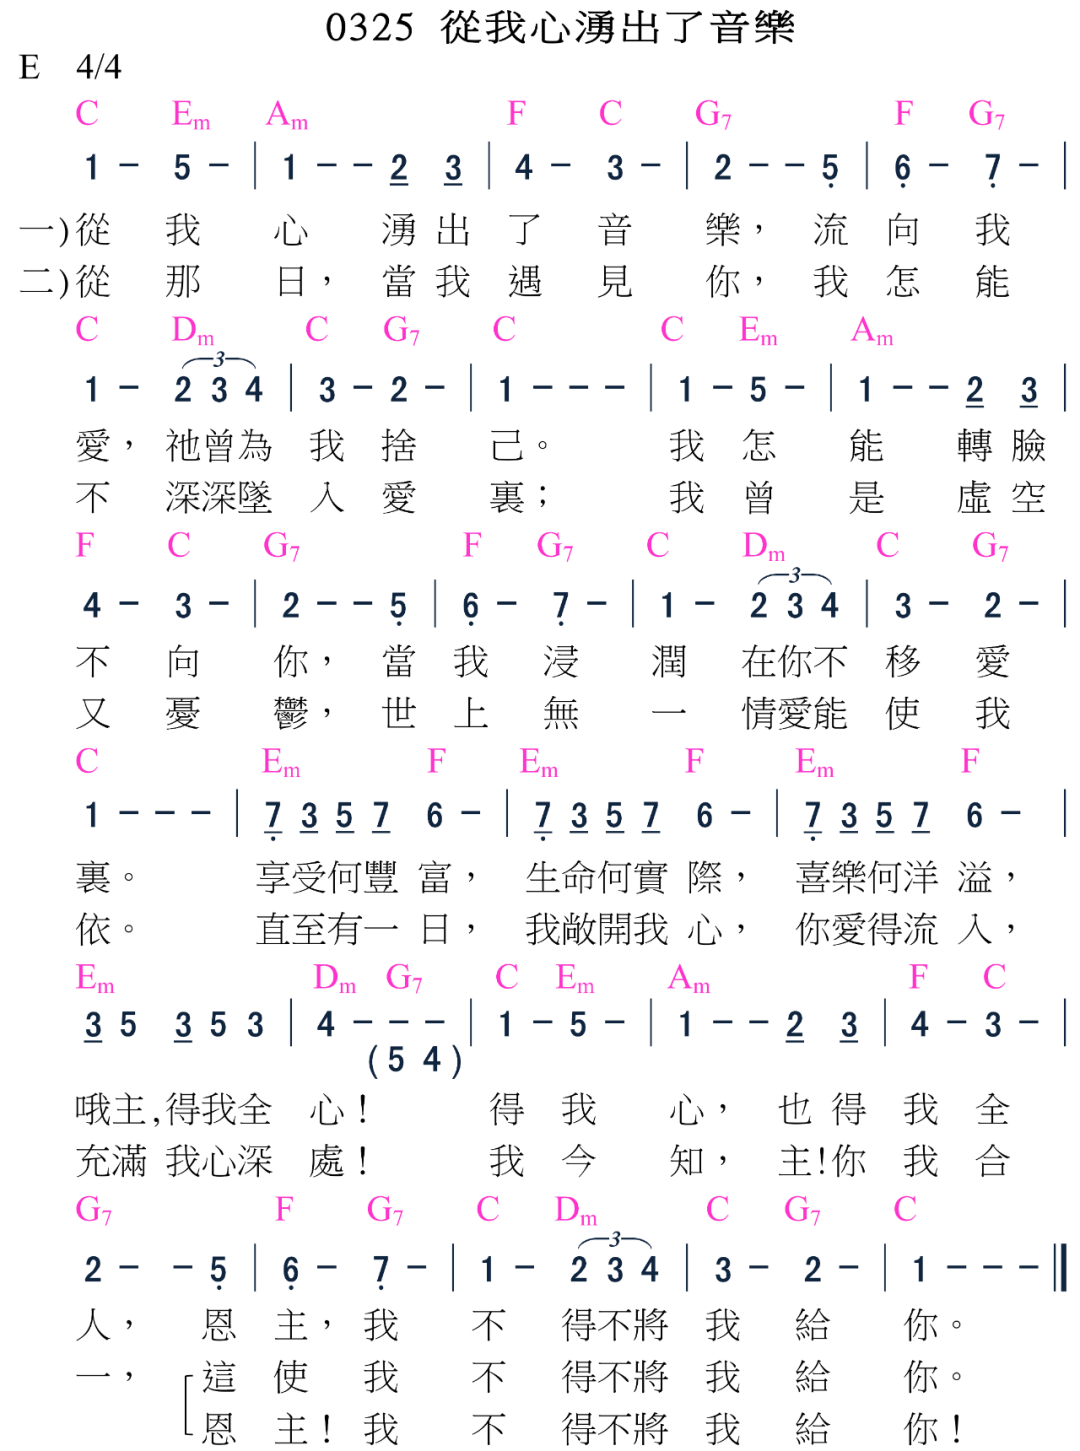 0325 從我心湧出了音樂
E 4/4
C Em Am F C G7 F G7
1 - 5 - | 1 - - 2 3 | 4 - 3 - | 2 - - 5 | 6 - 7 - |
一)從 我 心 湧 出 了 音 樂， 流 向 我
二)從 那 日， 當 我 遇 見 你， 我 怎 能
C Dm C G7 C C Em Am
3
1 - 2 3 4 | 3 - 2 - | 1 - - - | 1 - 5 - | 1 - - 2 3 |
愛， 祂曾為 我 捨 己。 我 怎 能 轉 臉
不 深深墜 入 愛 裏； 我 曾 是 虛 空
F C G7 F G7 C Dm C G7
3
4 - 3 - | 2 - - 5 | 6 - 7 - | 1 - 2 3 4 | 3 - 2 - |
不 向 你， 當 我 浸 潤 在你不 移 愛
又 憂 鬱， 世 上 無 一 情愛能 使 我
C Em F Em F Em F
1 - - - | 7 3 5 7 6 - | 7 3 5 7 6 - | 7 3 5 7 6 - |
裏。 享受何豐 富， 生命何實 際， 喜樂何洋 溢，
依。 直至有一 日， 我敞開我 心， 你愛得流 入，
Em Dm G7 C Em Am F C
3 5 3 5 3 | 4 - - - | 1 - 5 - | 1 - - 2 3 | 4 - 3 - |
(5 4)
哦主,得我全 心! 得 我 心， 也 得 我 全
充滿 我心深 處! 我 今 知， 主!你 我 合
G7 F G7 C Dm C G7 C
3
2 - - 5 | 6 - 7 - | 1 - 2 3 4 | 3 - 2 - | 1 - - - ‖
人， 恩 主，我 不 得不將 我 給 你。
一， 這 使 我 不 得不將 我 給 你。
恩 主! 我 不 得不將 我 給 你!